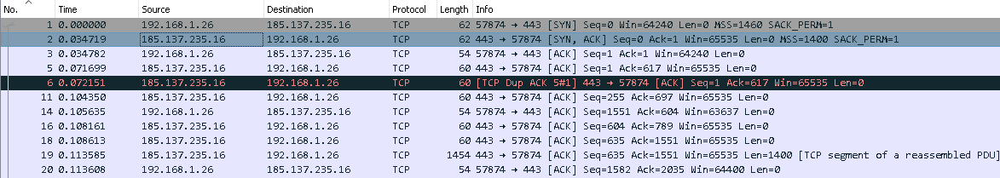 No. Time Source Destination Protocol Length Info
1 0.000000 192.168.1.26 185.137.235.16 TCP 62 57874 → 443 [SYN] Seq=0 Win=64240 Len=0 MSS=1460 SACK_PERM=1
2 0.034719 185.137.235.16 192.168.1.26 TCP 62 443 → 57874 [SYN, ACK] Seq=0 Ack=1 Win=65535 Len=0 MSS=1400 SACK_PERM=1
3 0.034782 192.168.1.26 185.137.235.16 TCP 54 57874 → 443 [ACK] Seq=1 Ack=1 Win=64240 Len=0
5 0.071699 185.137.235.16 192.168.1.26 TCP 60 443 → 57874 [ACK] Seq=1 Ack=617 Win=65535 Len=0
6 0.072151 185.137.235.16 192.168.1.26 TCP 60 [TCP Dup ACK 5#1] 443 → 57874 [ACK] Seq=1 Ack=617 Win=65535 Len=0
11 0.104350 185.137.235.16 192.168.1.26 TCP 60 443 → 57874 [ACK] Seq=255 Ack=697 Win=65535 Len=0
14 0.105635 192.168.1.26 185.137.235.16 TCP 54 57874 → 443 [ACK] Seq=1551 Ack=604 Win=63637 Len=0
16 0.108161 185.137.235.16 192.168.1.26 TCP 60 443 → 57874 [ACK] Seq=604 Ack=789 Win=65535 Len=0
18 0.108613 185.137.235.16 192.168.1.26 TCP 60 443 → 57874 [ACK] Seq=635 Ack=1551 Win=65535 Len=0
19 0.113585 185.137.235.16 192.168.1.26 TCP 1454 443 → 57874 [ACK] Seq=635 Ack=1551 Win=65535 Len=1400 [TCP segment of a reassembled PDU]
20 0.113608 192.168.1.26 185.137.235.16 TCP 54 57874 → 443 [ACK] Seq=1582 Ack=2035 Win=64400 Len=0